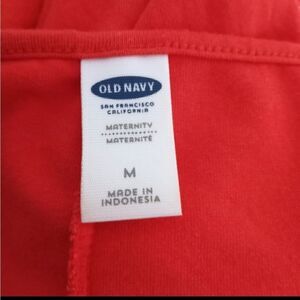 OLD NAVY
SAN FRANCISCO
CALIFORNIA
MATERNITY
MATERNITÉ
M
MADE IN
INDONESIA